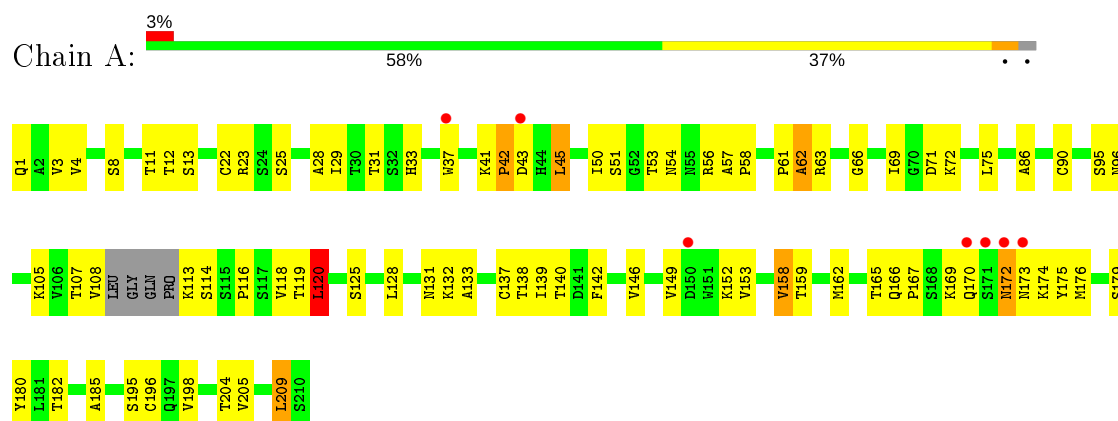 3%
Chain A:
58% 37% • •
Q1 A2 V3 V4 S8 T11 T12 S13 C22 R23 S24 S25 A28 I29 T30 T31 S32 H33 W37 K41 P42 D43 H44 L45 I50 S51 G52 T53 N54 N55 R56 A57 P58 P61 A62 R63 G66 I69 G70 D71 K72 L75 A86 C90 S95 N96
K105 V106 T107 V108 LEU GLY GLN PRO K113 S114 S115 P116 S117 V118 T119 L120 S125 L128 N131 K132 A133 C137 T138 I139 T140 D141 F142 V146 V149 D150 W151 K152 V153 V158 T159 M162 T165 Q166 P167 S168 K169 Q170 S171 N172 N173 K174 Y175 M176 S179
Y180 L181 T182 A185 S195 C196 Q197 V198 T204 V205 L209 S210